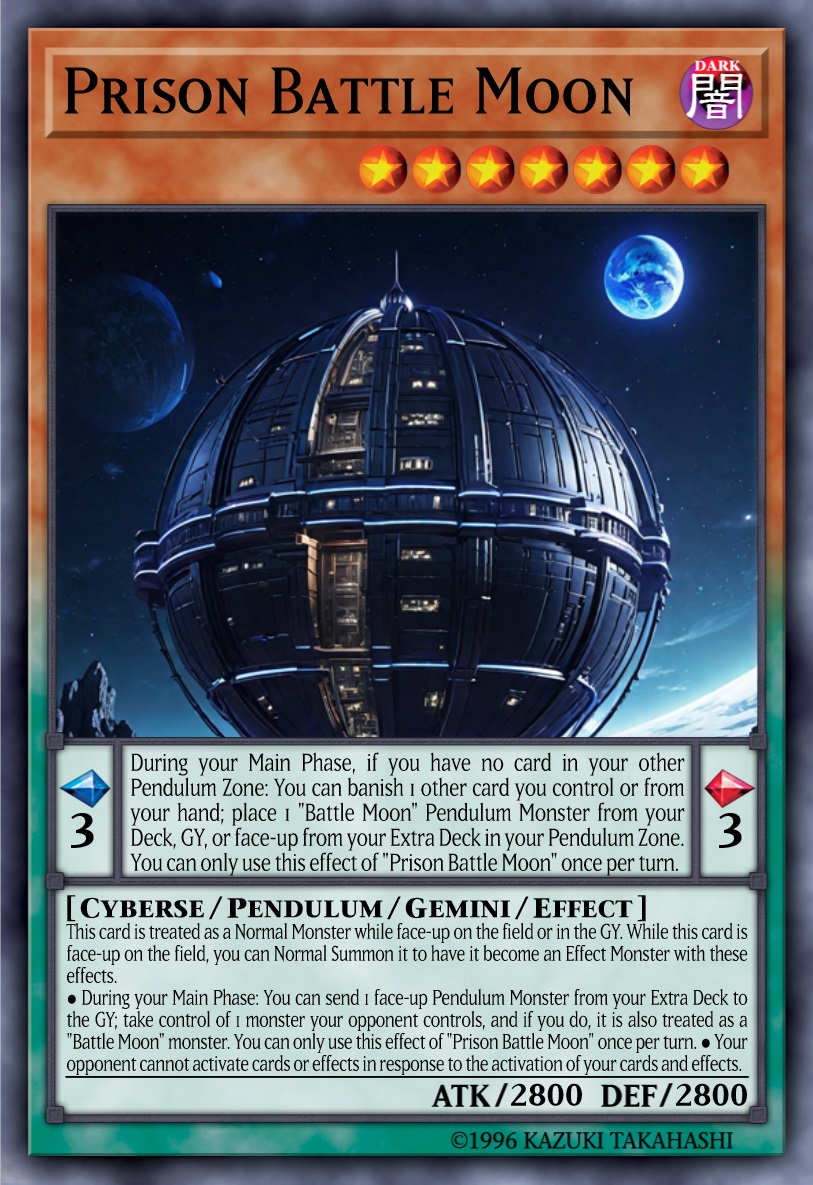 Prison Battle Moon
DARK
闇
During your Main Phase, if you have no card in your other
Pendulum Zone: You can banish 1 other card you control or from
your hand; place 1 "Battle Moon" Pendulum Monster from your
Deck, GY, or face-up from your Extra Deck in your Pendulum Zone.
You can only use this effect of "Prison Battle Moon" once per turn.
3
3
[ Cyberse / Pendulum / Gemini / Effect ]
This card is treated as a Normal Monster while face-up on the field or in the GY. While this card is
face-up on the field, you can Normal Summon it to have it become an Effect Monster with these
effects.
● During your Main Phase: You can send 1 face-up Pendulum Monster from your Extra Deck to
the GY; take control of 1 monster your opponent controls, and if you do, it is also treated as a
"Battle Moon" monster. You can only use this effect of "Prison Battle Moon" once per turn. ● Your
opponent cannot activate cards or effects in response to the activation of your cards and effects.
ATK/2800 DEF/2800
©1996 KAZUKI TAKAHASHI